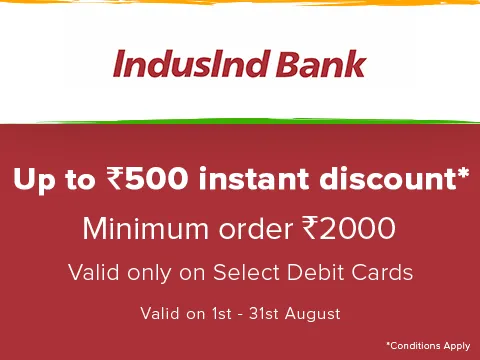 IndusInd Bank
Up to ₹500 instant discount*
Minimum order ₹2000
Valid only on Select Debit Cards
Valid on 1st - 31st August
*Conditions Apply